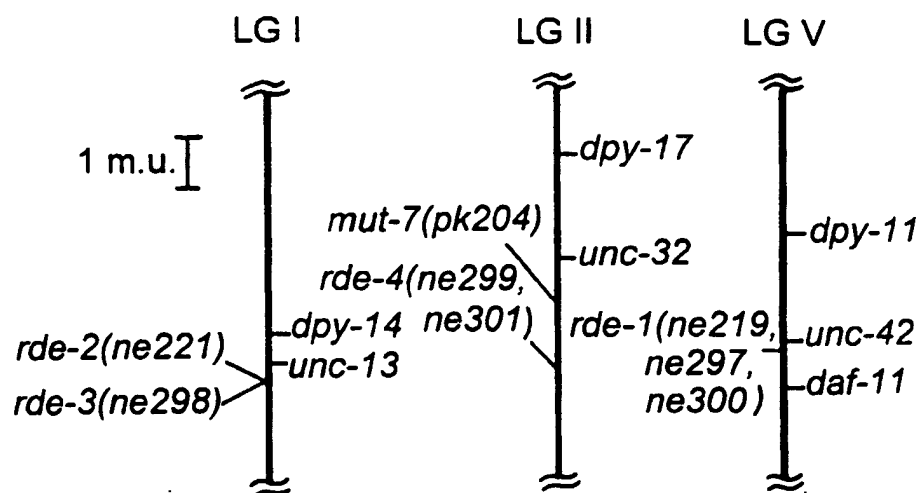 LG I
LG II
LG V
1 m.u.
dpy-17
mut-7(pk204)
dpy-11
unc-32
rde-4(ne299,
ne301)
dpy-14
rde-1(ne219,
ne297,
ne300)
unc-42
rde-2(ne221)
unc-13
daf-11
rde-3(ne298)